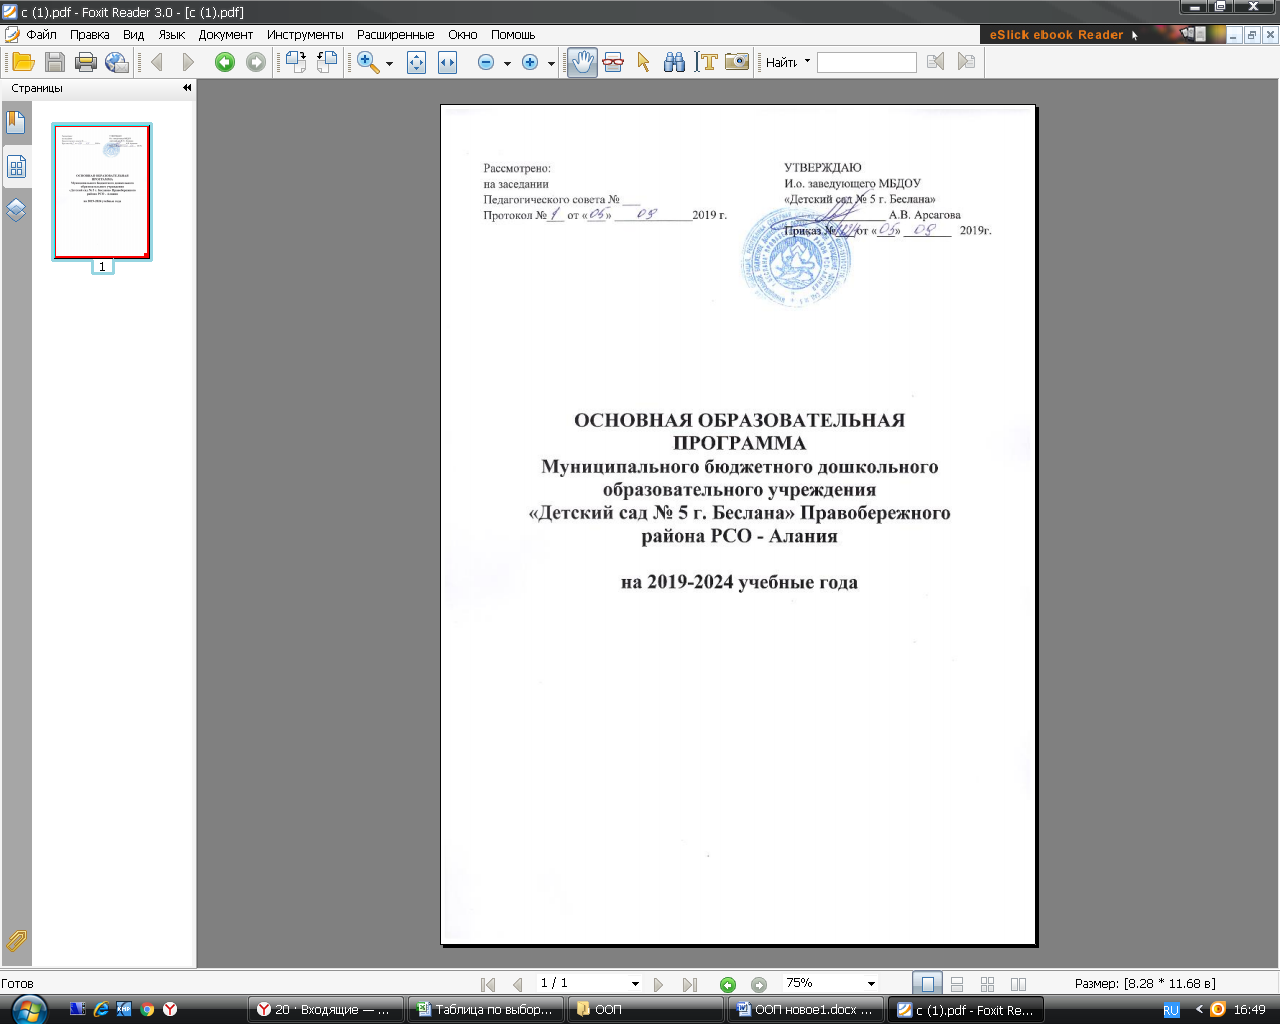 c (1).pdf - Foxit Reader 3.0 - [c (1).pdf]
Файл Правка Вид Язык Документ Инструменты Расширенные Окно Помощь
eSlick ebook Reader
Найти
Страницы
1
Рассмотрено:
на заседании
Педагогического совета № ___
Протокол № 1 от «05» 09 2019 г.
УТВЕРЖДАЮ
И.о. заведующего МБДОУ
«Детский сад № 5 г. Беслана»
А.В. Арсагова
Приказ № от «05» 09 2019г.
ОСНОВНАЯ ОБРАЗОВАТЕЛЬНАЯ
ПРОГРАММА
Муниципального бюджетного дошкольного
образовательного учреждения
«Детский сад № 5 г. Беслана» Правобережного
района РСО - Алания
на 2019-2024 учебные года
Готов
1 / 1
75%
Размер: [8.28 * 11.68 в]
20 · Входящие — ...
Таблица по выбор...
ООП
ООП новое1.docx ...
c (1).pdf - Foxit Re...
RU
16:49